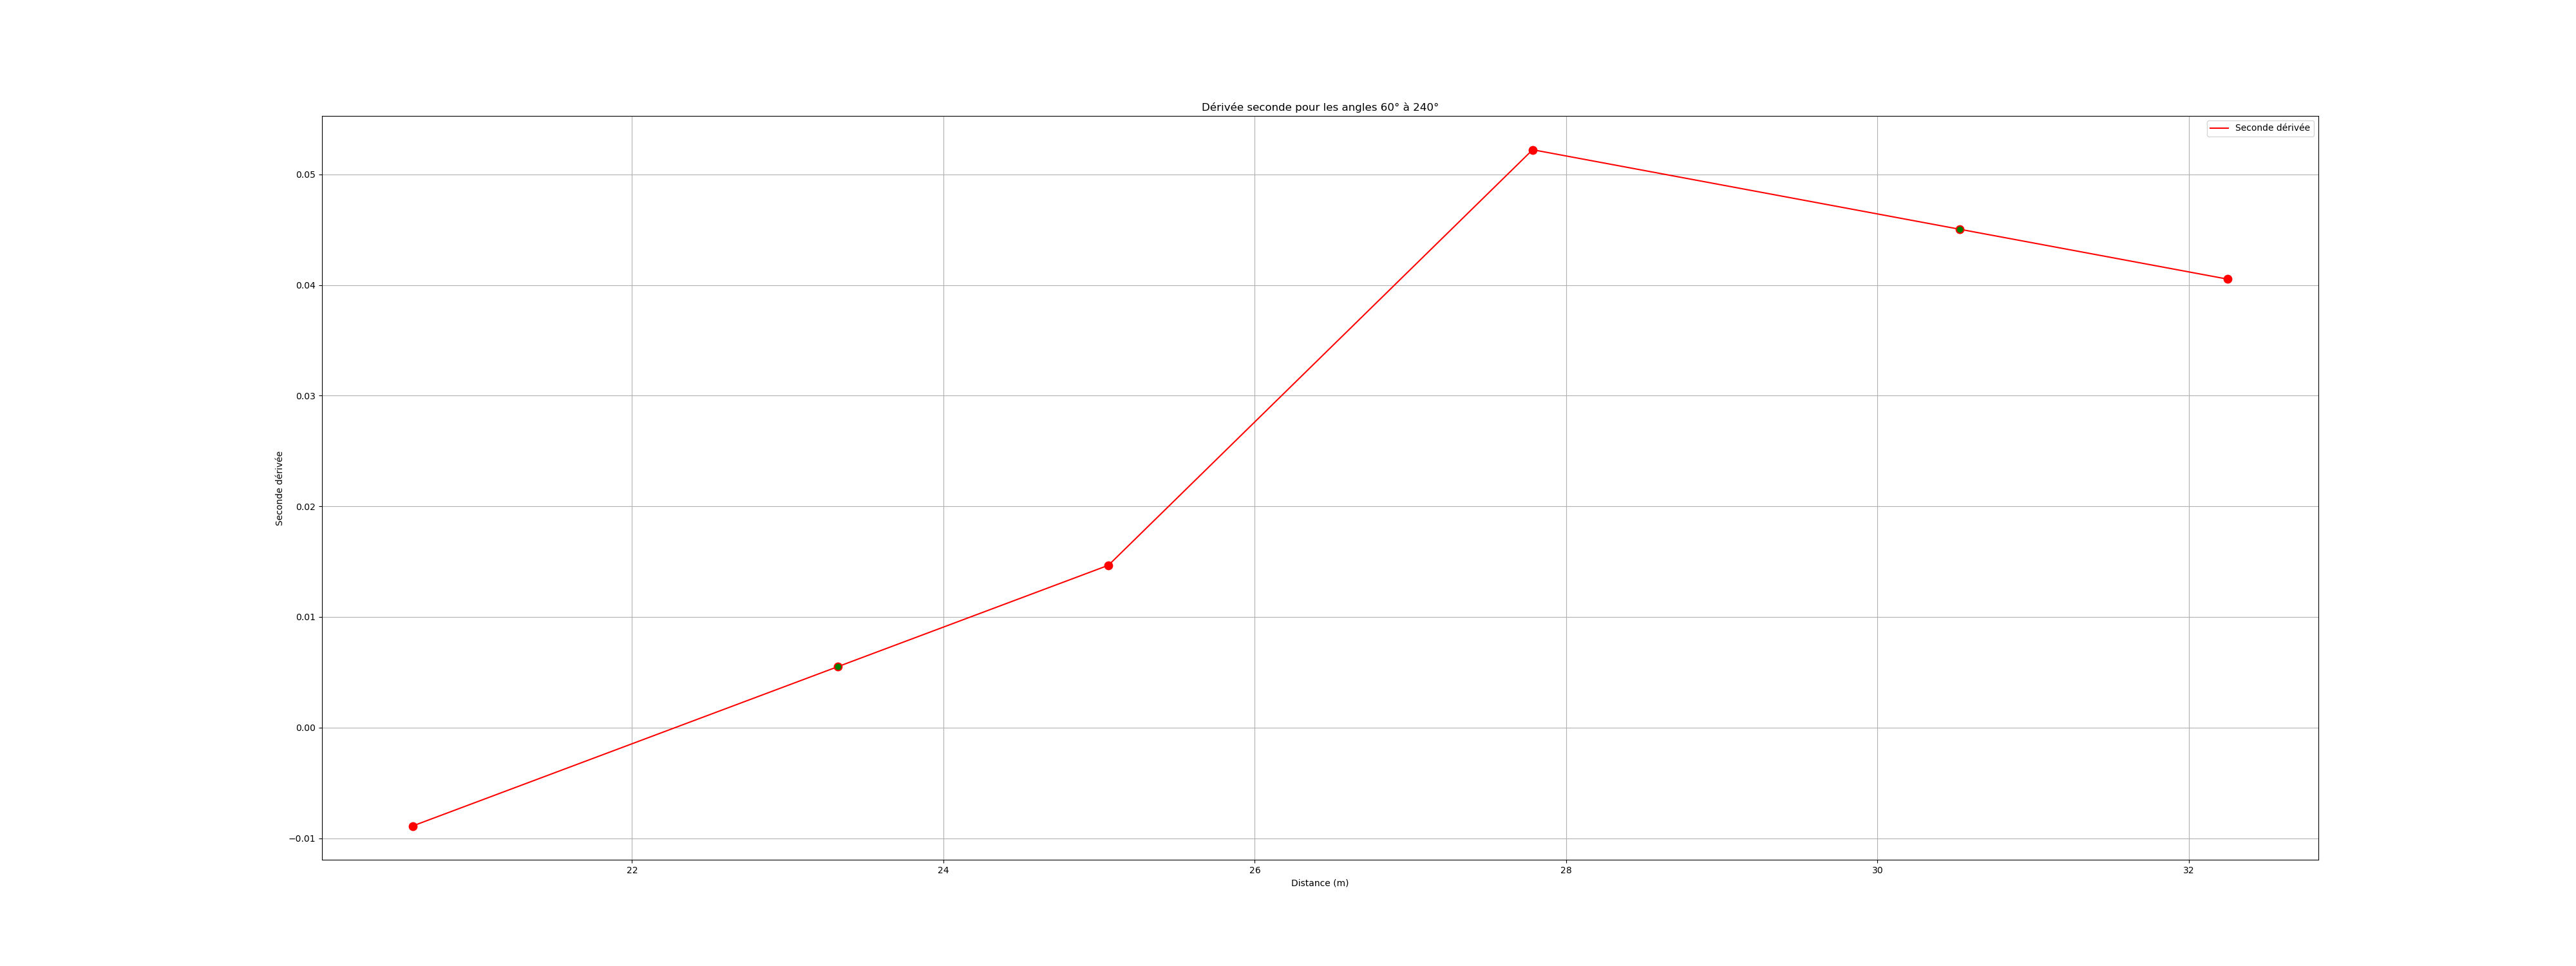 Dérivée seconde pour les angles 60° à 240°
Seconde dérivée
0.05
0.04
0.03
0.02
0.01
0.00
−0.01
Seconde dérivée
22 24 26 28 30 32
Distance (m)